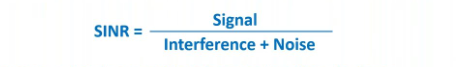 Signal
SINR =
Interference + Noise